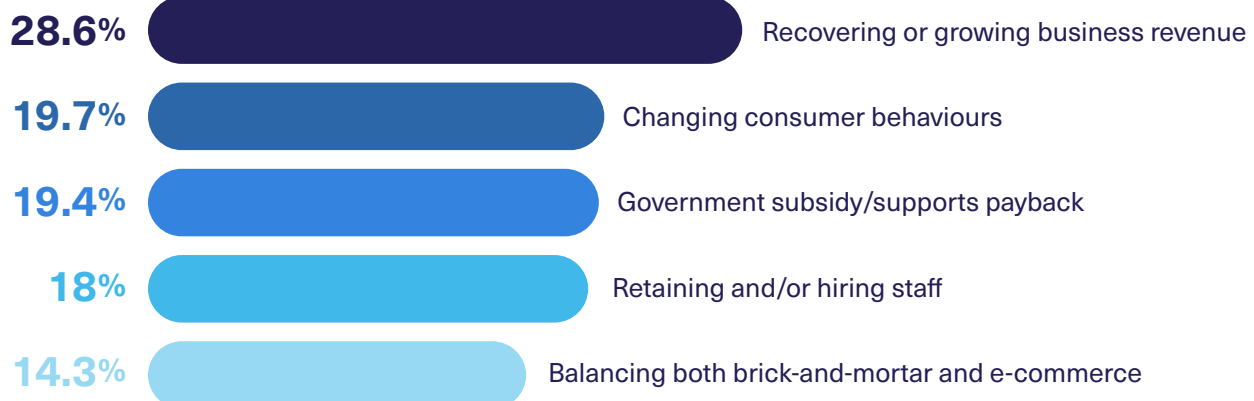 28.6% Recovering or growing business revenue
19.7% Changing consumer behaviours
19.4% Government subsidy/supports payback
18% Retaining and/or hiring staff
14.3% Balancing both brick-and-mortar and e-commerce